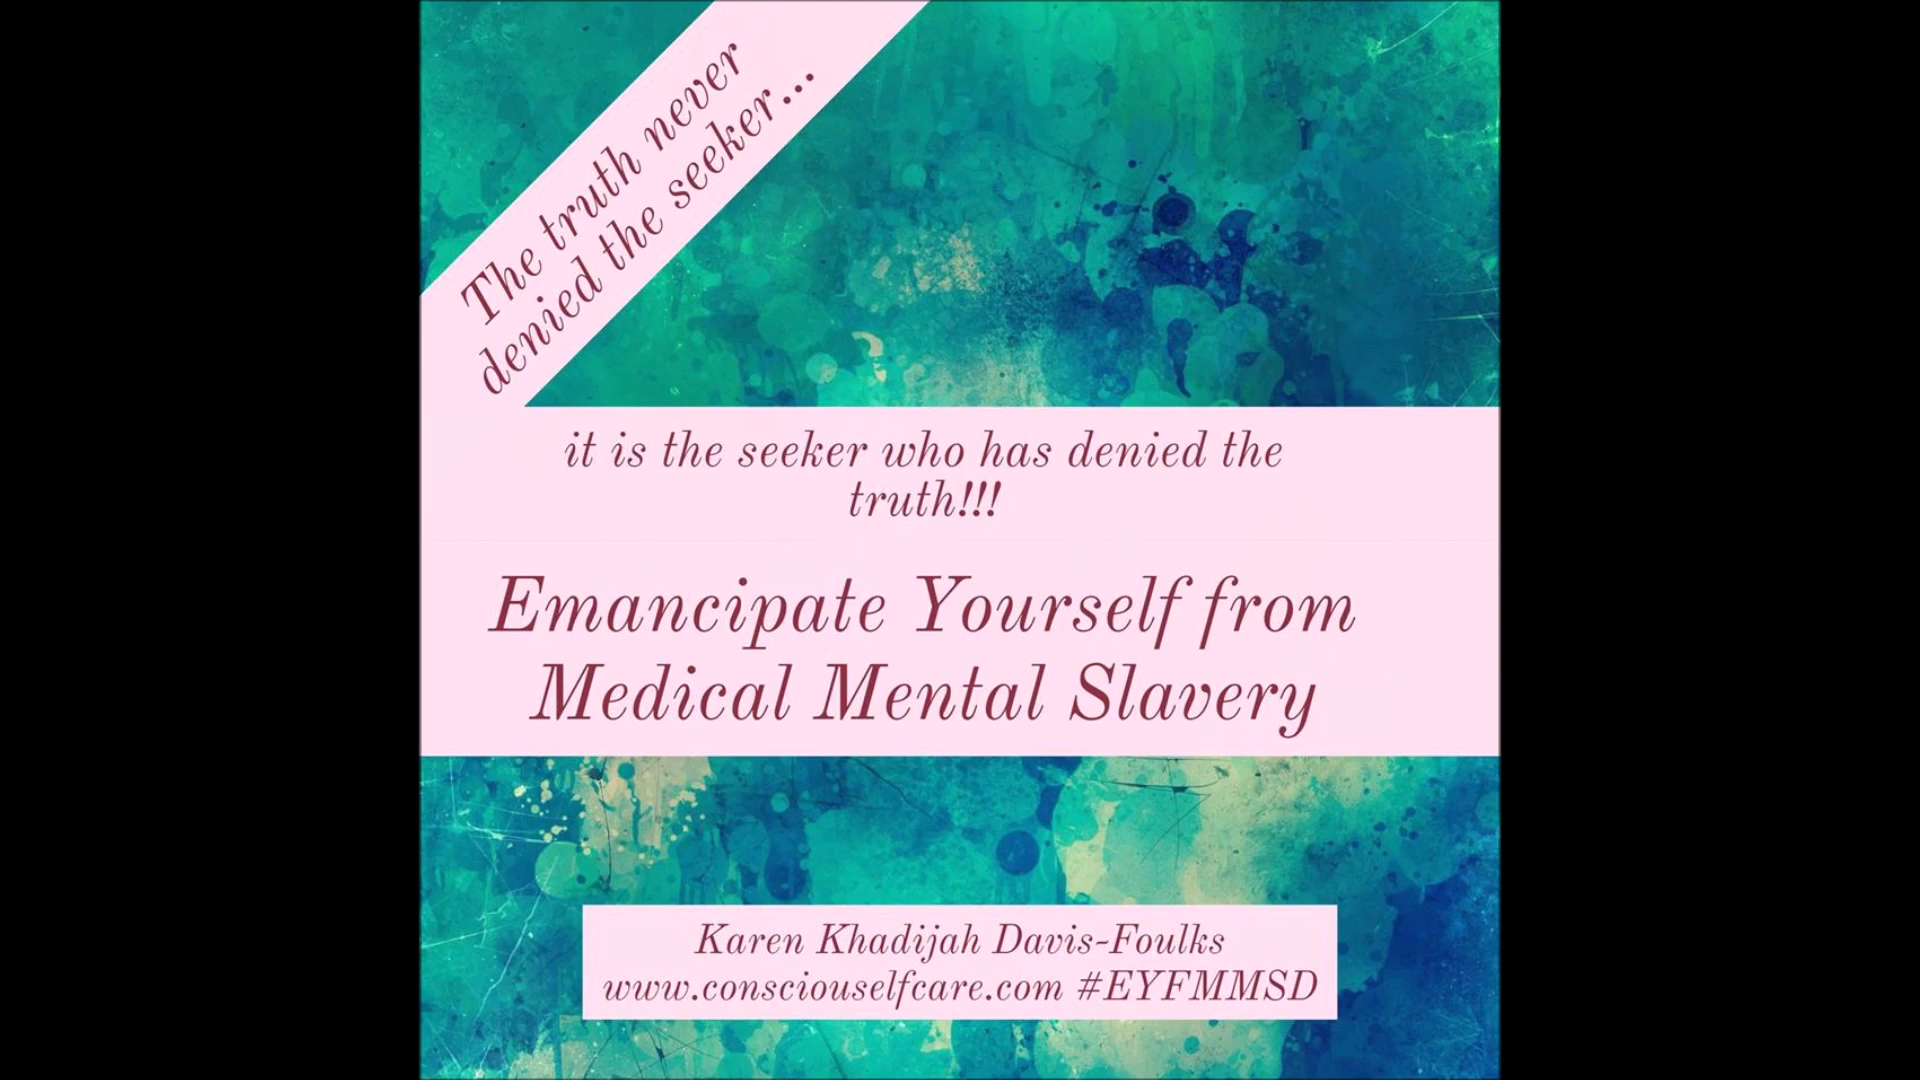 The truth never
denied the seeker...
it is the seeker who has denied the
truth!!!
Emancipate Yourself from
Medical Mental Slavery
Karen Khadijah Davis-Foulks
www.consciouselfcare.com #EYFMMSD